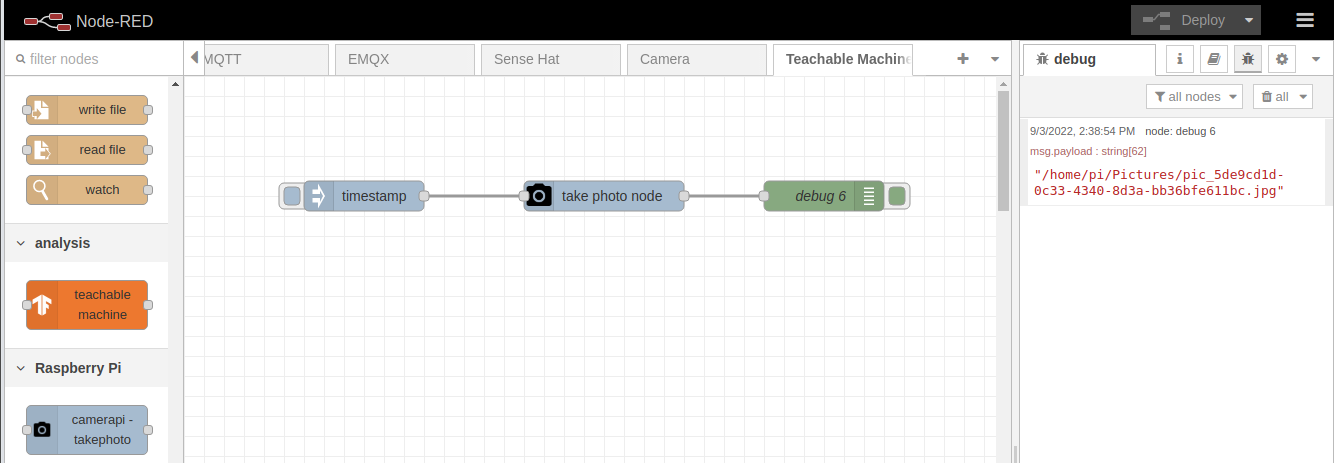 Node-RED
Deploy
filter nodes
MQTT
EMQX
Sense Hat
Camera
Teachable Machine
debug
all nodes
all
write file
read file
watch
analysis
teachable
machine
Raspberry Pi
camerapi -
takephoto
timestamp
take photo node
debug 6
9/3/2022, 2:38:54 PM node: debug 6
msg.payload : string[62]
"/home/pi/Pictures/pic_5de9cd1d-
0c33-4340-8d3a-bb36bfe611bc.jpg"